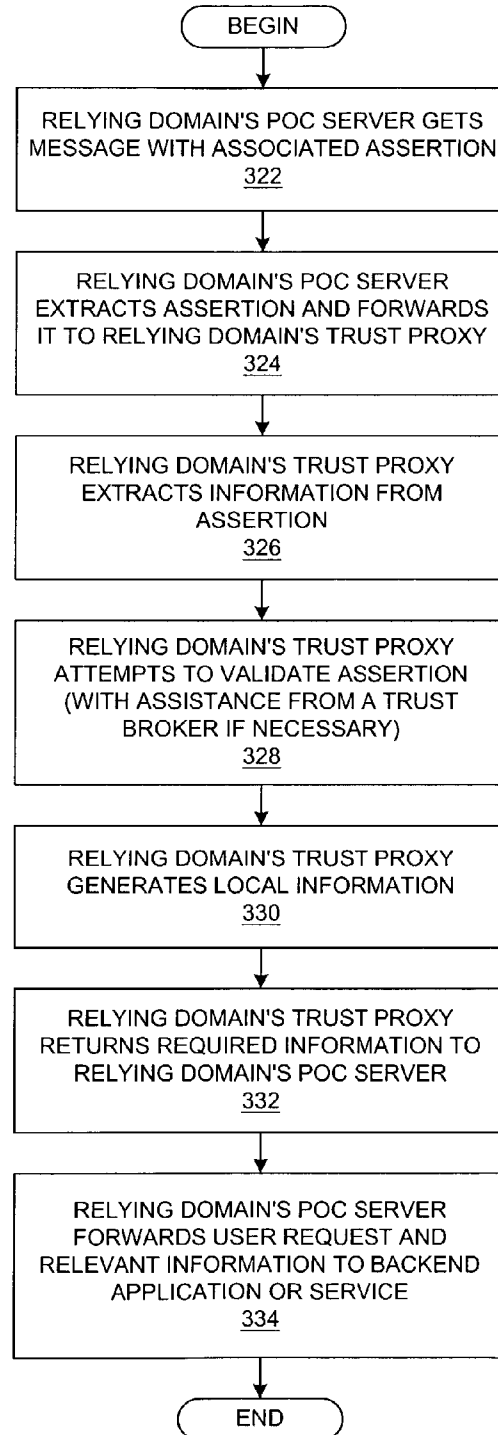 BEGIN
RELYING DOMAIN'S POC SERVER GETS
MESSAGE WITH ASSOCIATED ASSERTION
322
RELYING DOMAIN'S POC SERVER
EXTRACTS ASSERTION AND FORWARDS
IT TO RELYING DOMAIN'S TRUST PROXY
324
RELYING DOMAIN'S TRUST PROXY
EXTRACTS INFORMATION FROM
ASSERTION
326
RELYING DOMAIN'S TRUST PROXY
ATTEMPTS TO VALIDATE ASSERTION
(WITH ASSISTANCE FROM A TRUST
BROKER IF NECESSARY)
328
RELYING DOMAIN'S TRUST PROXY
GENERATES LOCAL INFORMATION
330
RELYING DOMAIN'S TRUST PROXY
RETURNS REQUIRED INFORMATION TO
RELYING DOMAIN'S POC SERVER
332
RELYING DOMAIN'S POC SERVER
FORWARDS USER REQUEST AND
RELEVANT INFORMATION TO BACKEND
APPLICATION OR SERVICE
334
END